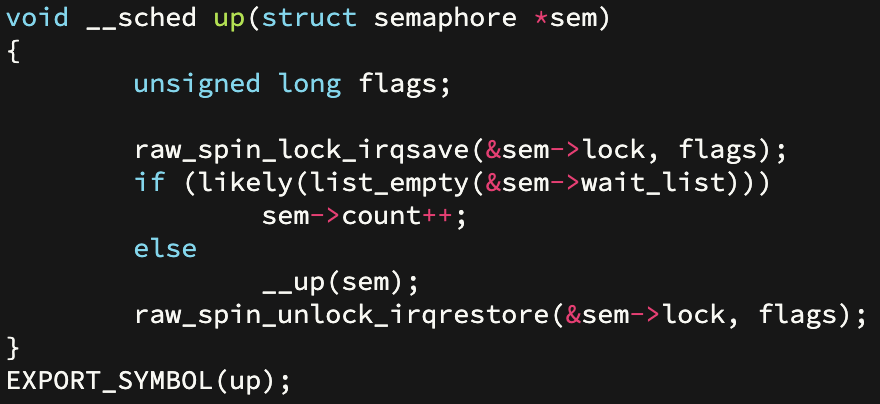 void __sched up(struct semaphore *sem)
{
        unsigned long flags;

        raw_spin_lock_irqsave(&sem->lock, flags);
        if (likely(list_empty(&sem->wait_list)))
                sem->count++;
        else
                __up(sem);
        raw_spin_unlock_irqrestore(&sem->lock, flags);
}
EXPORT_SYMBOL(up);